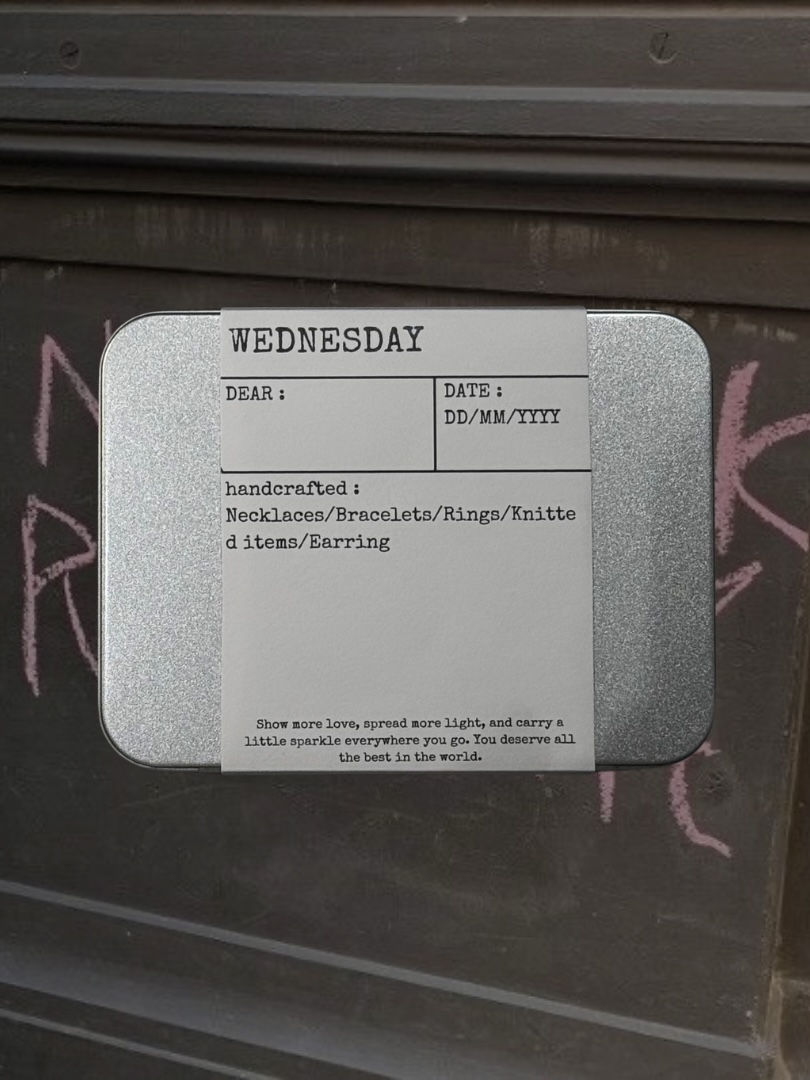 WEDNESDAY
DEAR :
DATE :
DD/MM/YYYY
handcrafted :
Necklaces/Bracelets/Rings/Knitte
d items/Earring
Show more love, spread more light, and carry a
little sparkle everywhere you go. You deserve all
the best in the world.